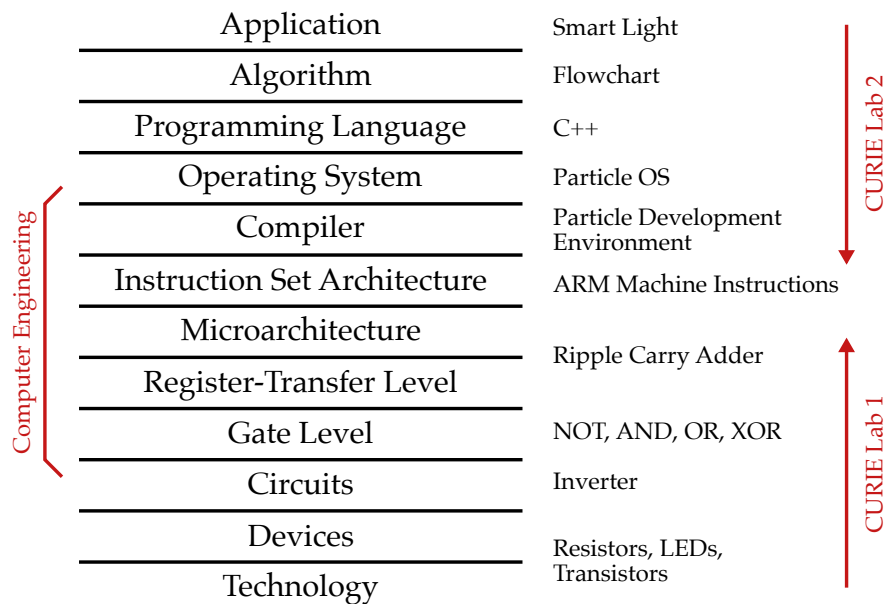 Application
Smart Light
Algorithm
Flowchart
Programming Language
C++
Operating System
Particle OS
Compiler
Particle Development
Environment
Instruction Set Architecture
ARM Machine Instructions
Microarchitecture
Ripple Carry Adder
Register-Transfer Level
Gate Level
NOT, AND, OR, XOR
Circuits
Inverter
Devices
Resistors, LEDs,
Transistors
Technology
Computer Engineering
CURIE Lab 2
CURIE Lab 1